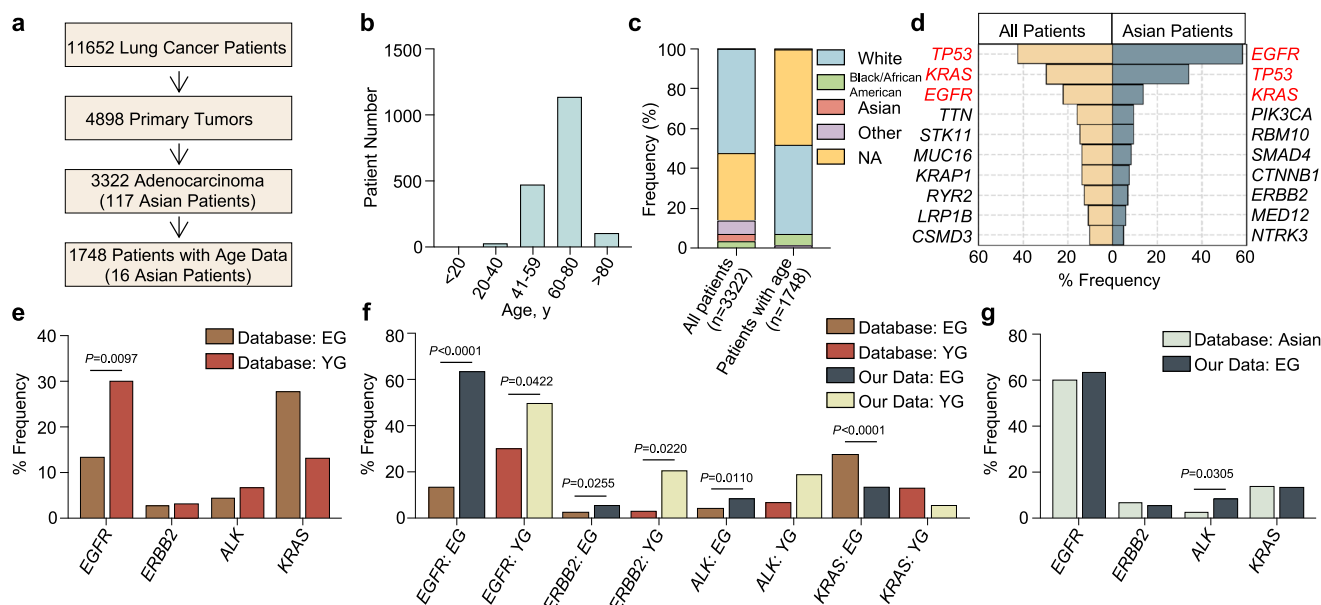 a
11652 Lung Cancer Patients
4898 Primary Tumors
3322 Adenocarcinoma
(117 Asian Patients)
1748 Patients with Age Data
(16 Asian Patients)
b
Patient Number
1500
1000
500
0
<20
20-40
41-59
60-80
>80
Age, y
c
Frequency (%)
100
80
60
40
20
0
All patients
(n=3322)
Patients with age
(n=1748)
White
Black/African
American
Asian
Other
NA
d
All Patients
Asian Patients
TP53
KRAS
EGFR
TTN
STK11
MUC16
KRAP1
RYR2
LRP1B
CSMD3
EGFR
TP53
KRAS
PIK3CA
RBM10
SMAD4
CTNNB1
ERBB2
MED12
NTRK3
60 40 20 0 20 40 60
% Frequency
e
% Frequency
40
30
20
10
0
P=0.0097
Database: EG
Database: YG
EGFR
ERBB2
ALK
KRAS
f
% Frequency
80
60
40
20
0
P<0.0001
P=0.0422
P=0.0255
P=0.0220
P=0.0110
P<0.0001
Database: EG
Database: YG
Our Data: EG
Our Data: YG
EGFR: EG
EGFR: YG
ERBB2: EG
ERBB2: YG
ALK: EG
ALK: YG
KRAS: EG
KRAS: YG
g
% Frequency
80
60
40
20
0
Database: Asian
Our Data: EG
P=0.0305
EGFR
ERBB2
ALK
KRAS